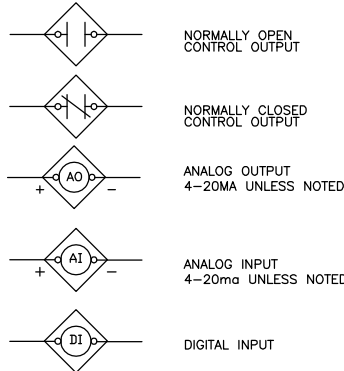 NORMALLY OPEN
CONTROL OUTPUT
NORMALLY CLOSED
CONTROL OUTPUT
AO
+ −
ANALOG OUTPUT
4−20MA UNLESS NOTED
AI
+ −
ANALOG INPUT
4−20ma UNLESS NOTED
DI
DIGITAL INPUT